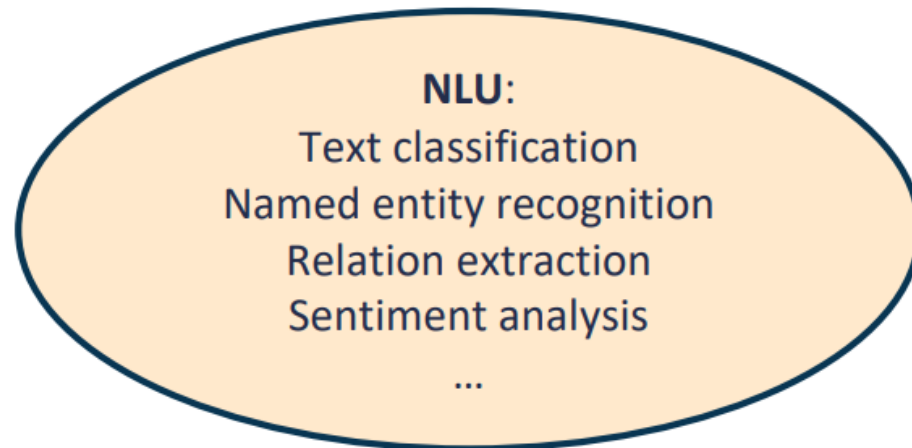 NLU:
Text classification
Named entity recognition
Relation extraction
Sentiment analysis
...